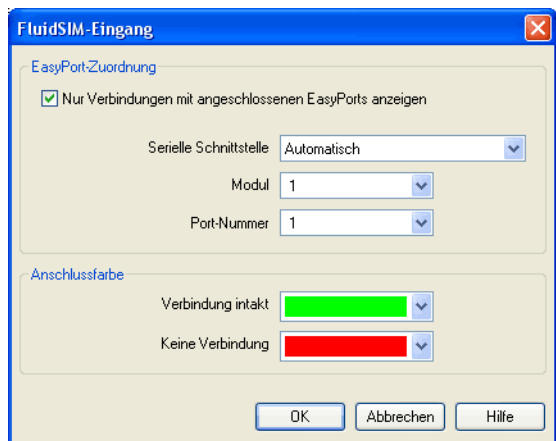 FluidSIM-Eingang
EasyPort-Zuordnung
Nur Verbindungen mit angeschlossenen EasyPorts anzeigen
Serielle Schnittstelle Automatisch
Modul 1
Port-Nummer 1
Anschlussfarbe
Verbindung intakt
Keine Verbindung
OK Abbrechen Hilfe